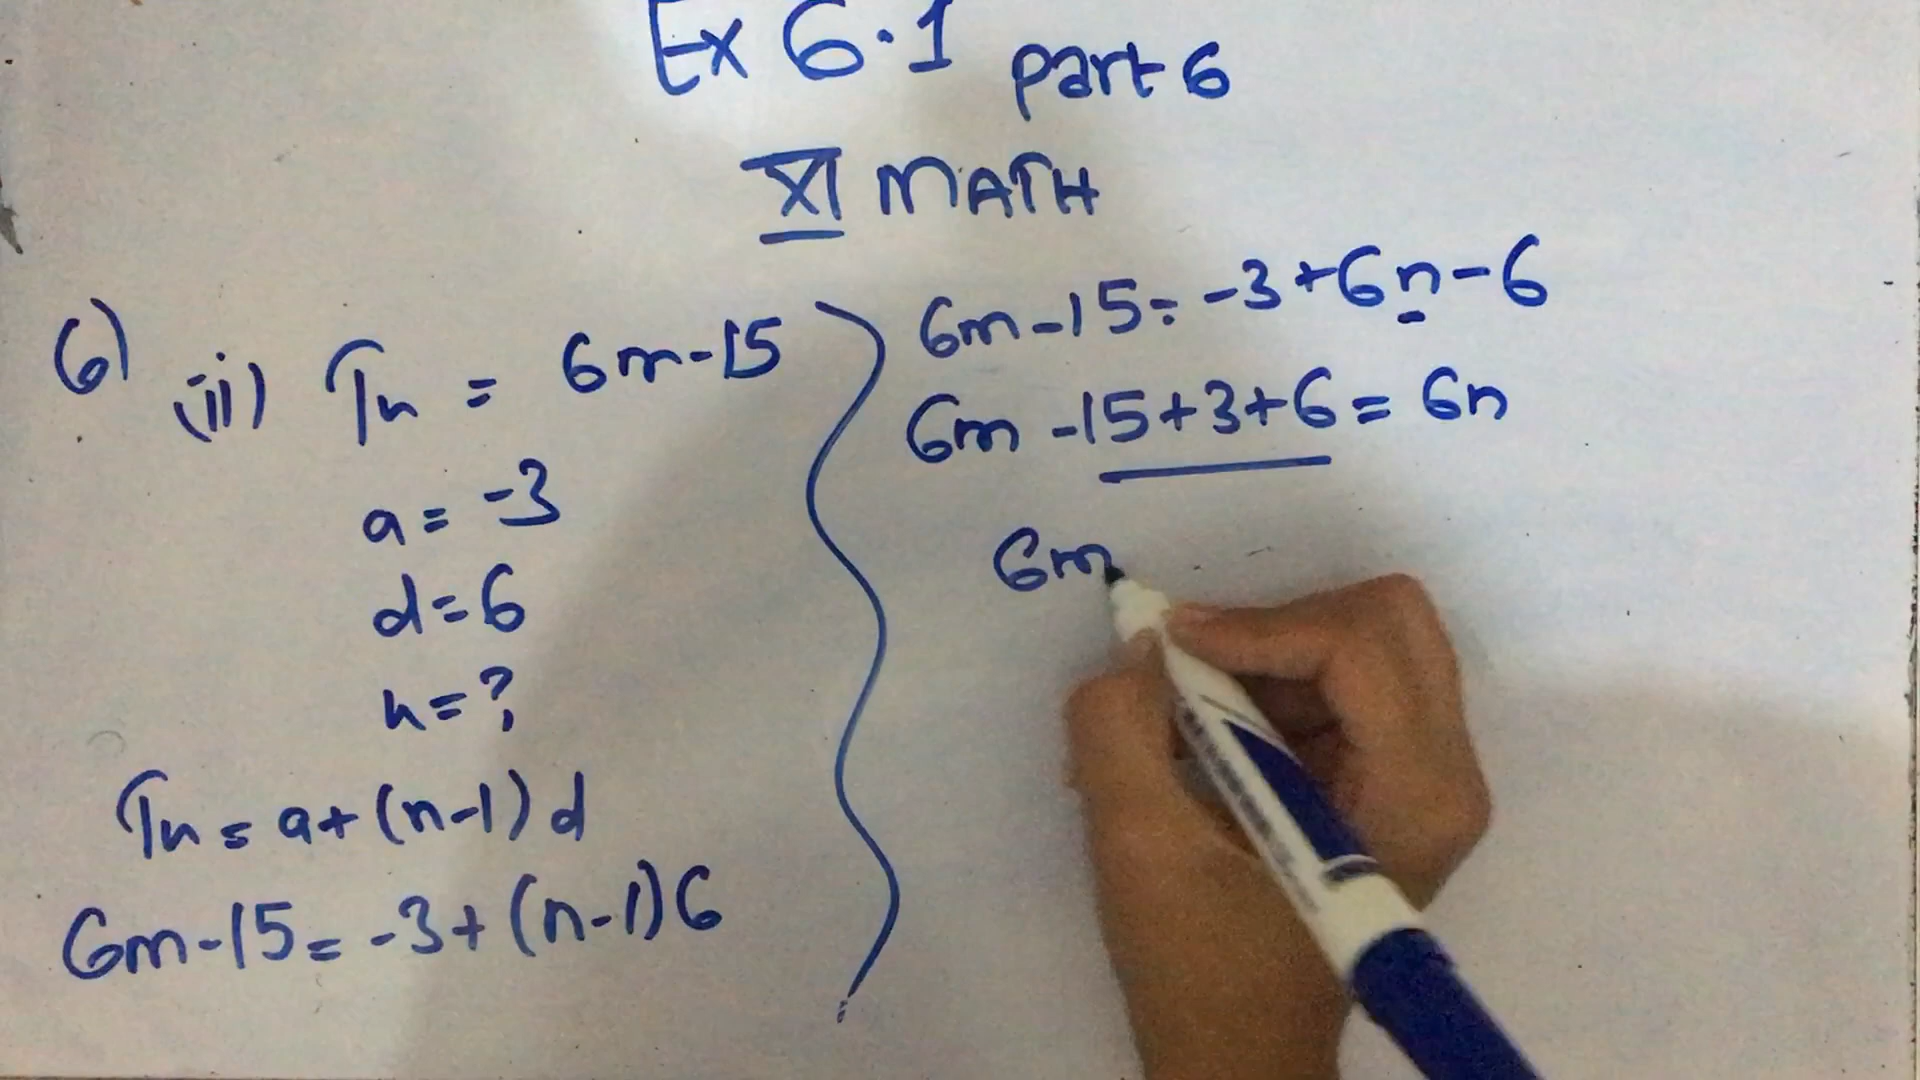 Ex 6.1 part 6
XI MATH
6) (ii) Tn = 6m-15
a = -3
d = 6
n = ?
Tn = a + (n-1) d
6m-15 = -3 + (n-1)6
6m-15 = -3+6n-6
6m -15+3+6 = 6n
6m